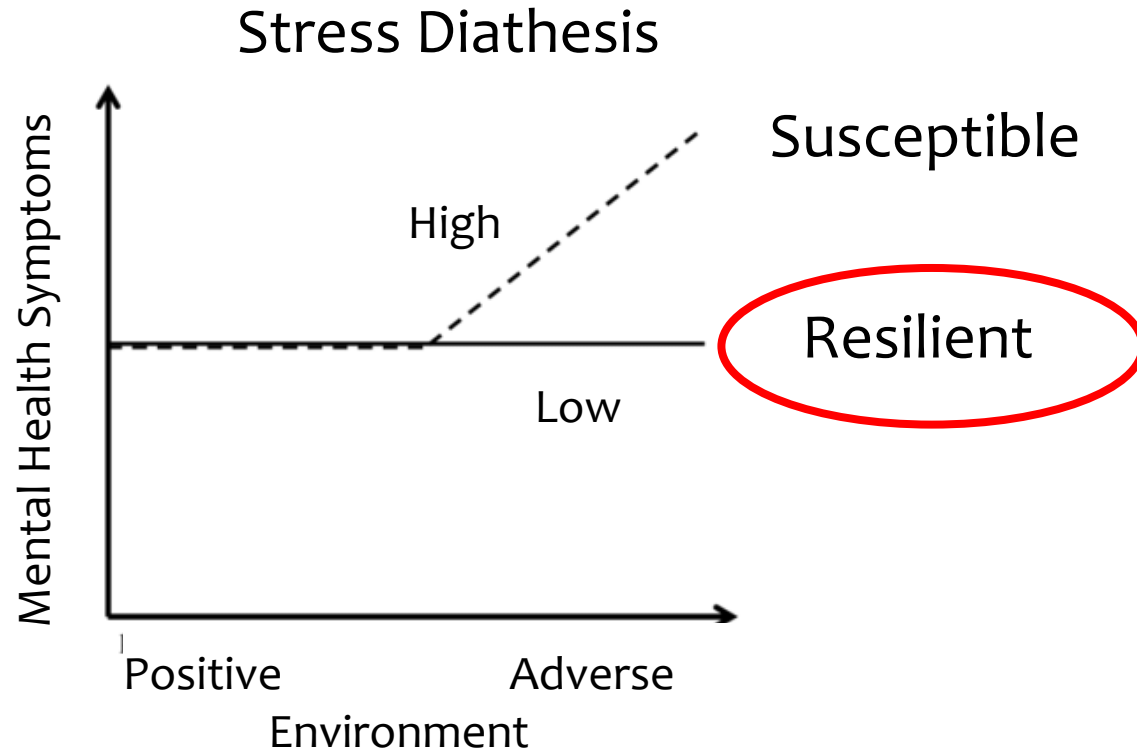 Stress Diathesis
Mental Health Symptoms
Susceptible
High
Resilient
Low
Positive
Adverse
Environment